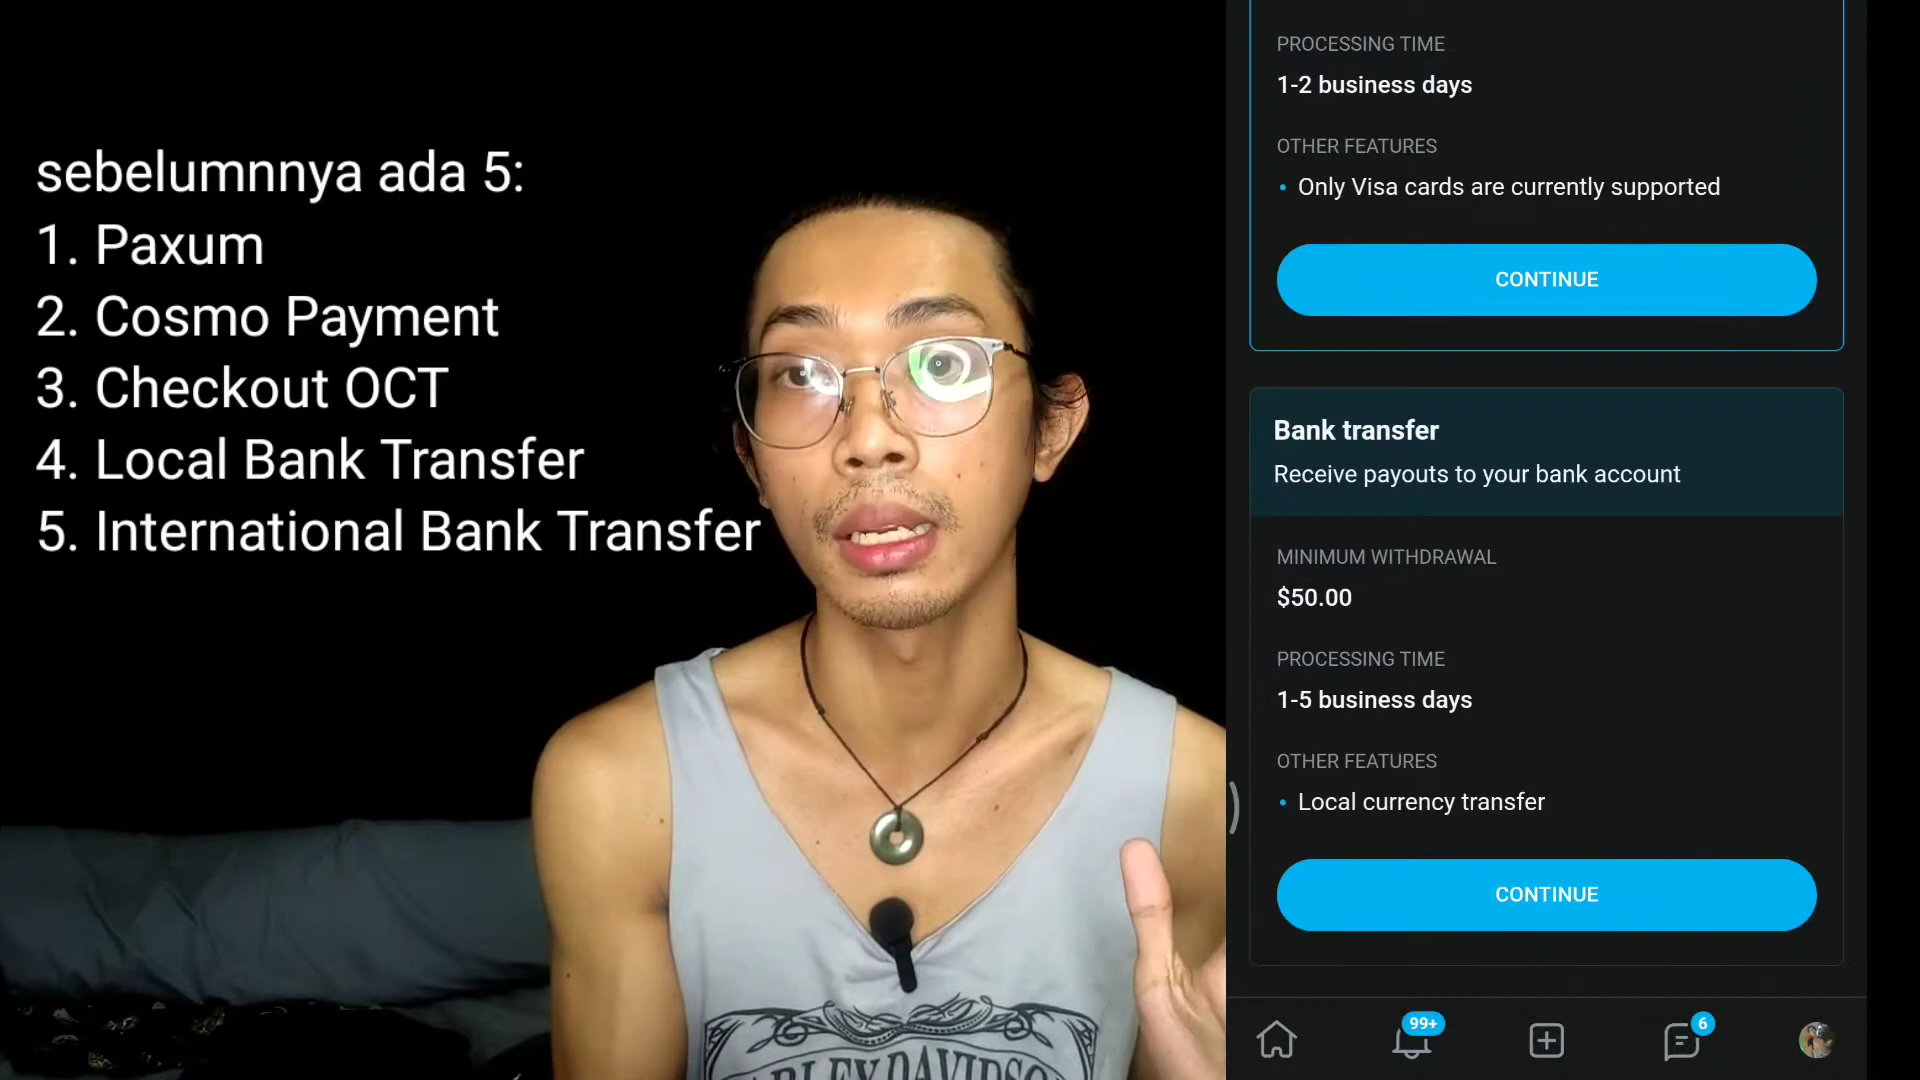 sebelumnnya ada 5:
1. Paxum
2. Cosmo Payment
3. Checkout OCT
4. Local Bank Transfer
5. International Bank Transfer
HARLEY DAVIDSON
PROCESSING TIME
1-2 business days
OTHER FEATURES
• Only Visa cards are currently supported
CONTINUE
Bank transfer
Receive payouts to your bank account
MINIMUM WITHDRAWAL
$50.00
PROCESSING TIME
1-5 business days
OTHER FEATURES
• Local currency transfer
CONTINUE
99+
6